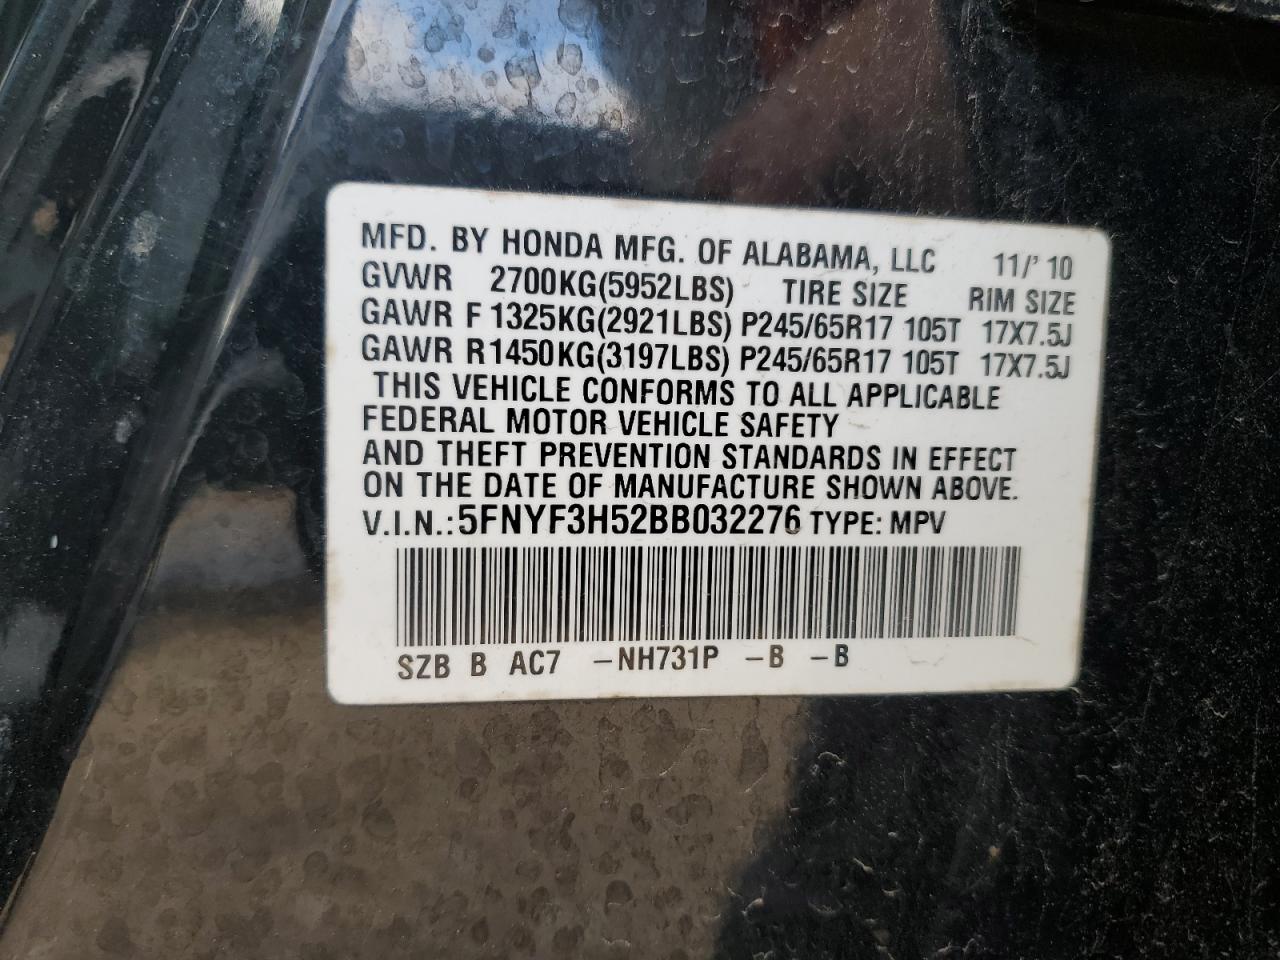 MFD. BY HONDA MFG. OF ALABAMA, LLC 11/' 10
GVWR 2700KG(5952LBS) TIRE SIZE RIM SIZE
GAWR F 1325KG(2921LBS) P245/65R17 105T 17X7.5J
GAWR R 1450KG(3197LBS) P245/65R17 105T 17X7.5J
THIS VEHICLE CONFORMS TO ALL APPLICABLE
FEDERAL MOTOR VEHICLE SAFETY
AND THEFT PREVENTION STANDARDS IN EFFECT
ON THE DATE OF MANUFACTURE SHOWN ABOVE.
V.I.N.: 5FNYF3H52BB032276 TYPE: MPV
SZB B AC7 -NH731P -B -B